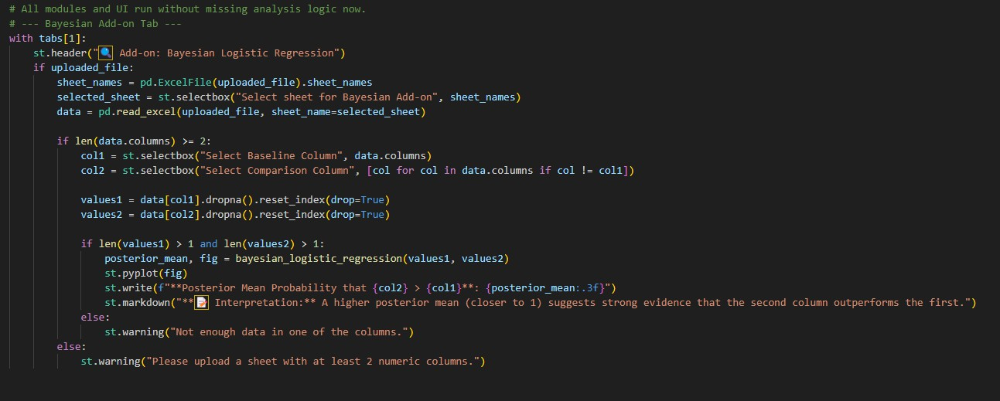 # All modules and UI run without missing analysis logic now.
# --- Bayesian Add-on Tab ---
with tabs[1]:
    st.header("🔍 Add-on: Bayesian Logistic Regression")
    if uploaded_file:
        sheet_names = pd.ExcelFile(uploaded_file).sheet_names
        selected_sheet = st.selectbox("Select sheet for Bayesian Add-on", sheet_names)
        data = pd.read_excel(uploaded_file, sheet_name=selected_sheet)

        if len(data.columns) >= 2:
            col1 = st.selectbox("Select Baseline Column", data.columns)
            col2 = st.selectbox("Select Comparison Column", [col for col in data.columns if col != col1])

            values1 = data[col1].dropna().reset_index(drop=True)
            values2 = data[col2].dropna().reset_index(drop=True)

            if len(values1) > 1 and len(values2) > 1:
                posterior_mean, fig = bayesian_logistic_regression(values1, values2)
                st.pyplot(fig)
                st.write(f"**Posterior Mean Probability that {col2} > {col1}**: {posterior_mean:.3f}")
                st.markdown("**📝 Interpretation:** A higher posterior mean (closer to 1) suggests strong evidence that the second column outperforms the first.")
            else:
                st.warning("Not enough data in one of the columns.")
        else:
            st.warning("Please upload a sheet with at least 2 numeric columns.")